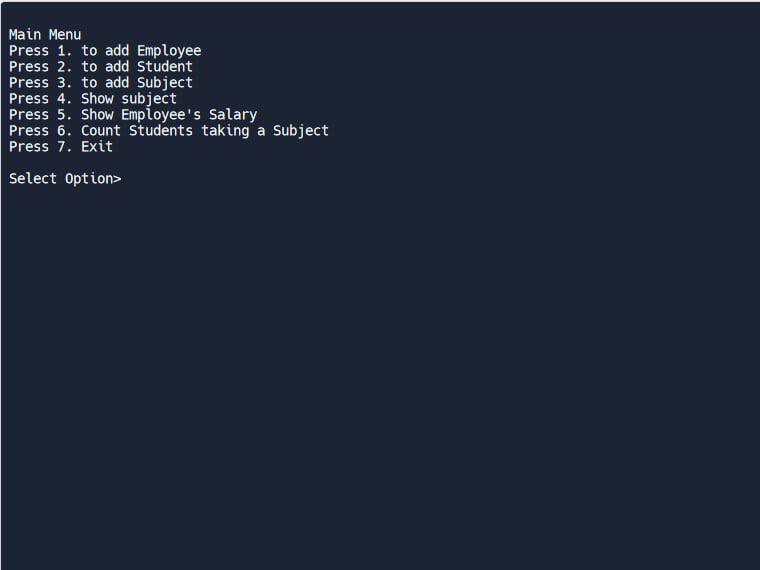 Main Menu
Press 1. to add Employee
Press 2. to add Student
Press 3. to add Subject
Press 4. Show subject
Press 5. Show Employee's Salary
Press 6. Count Students taking a Subject
Press 7. Exit
Select Option>